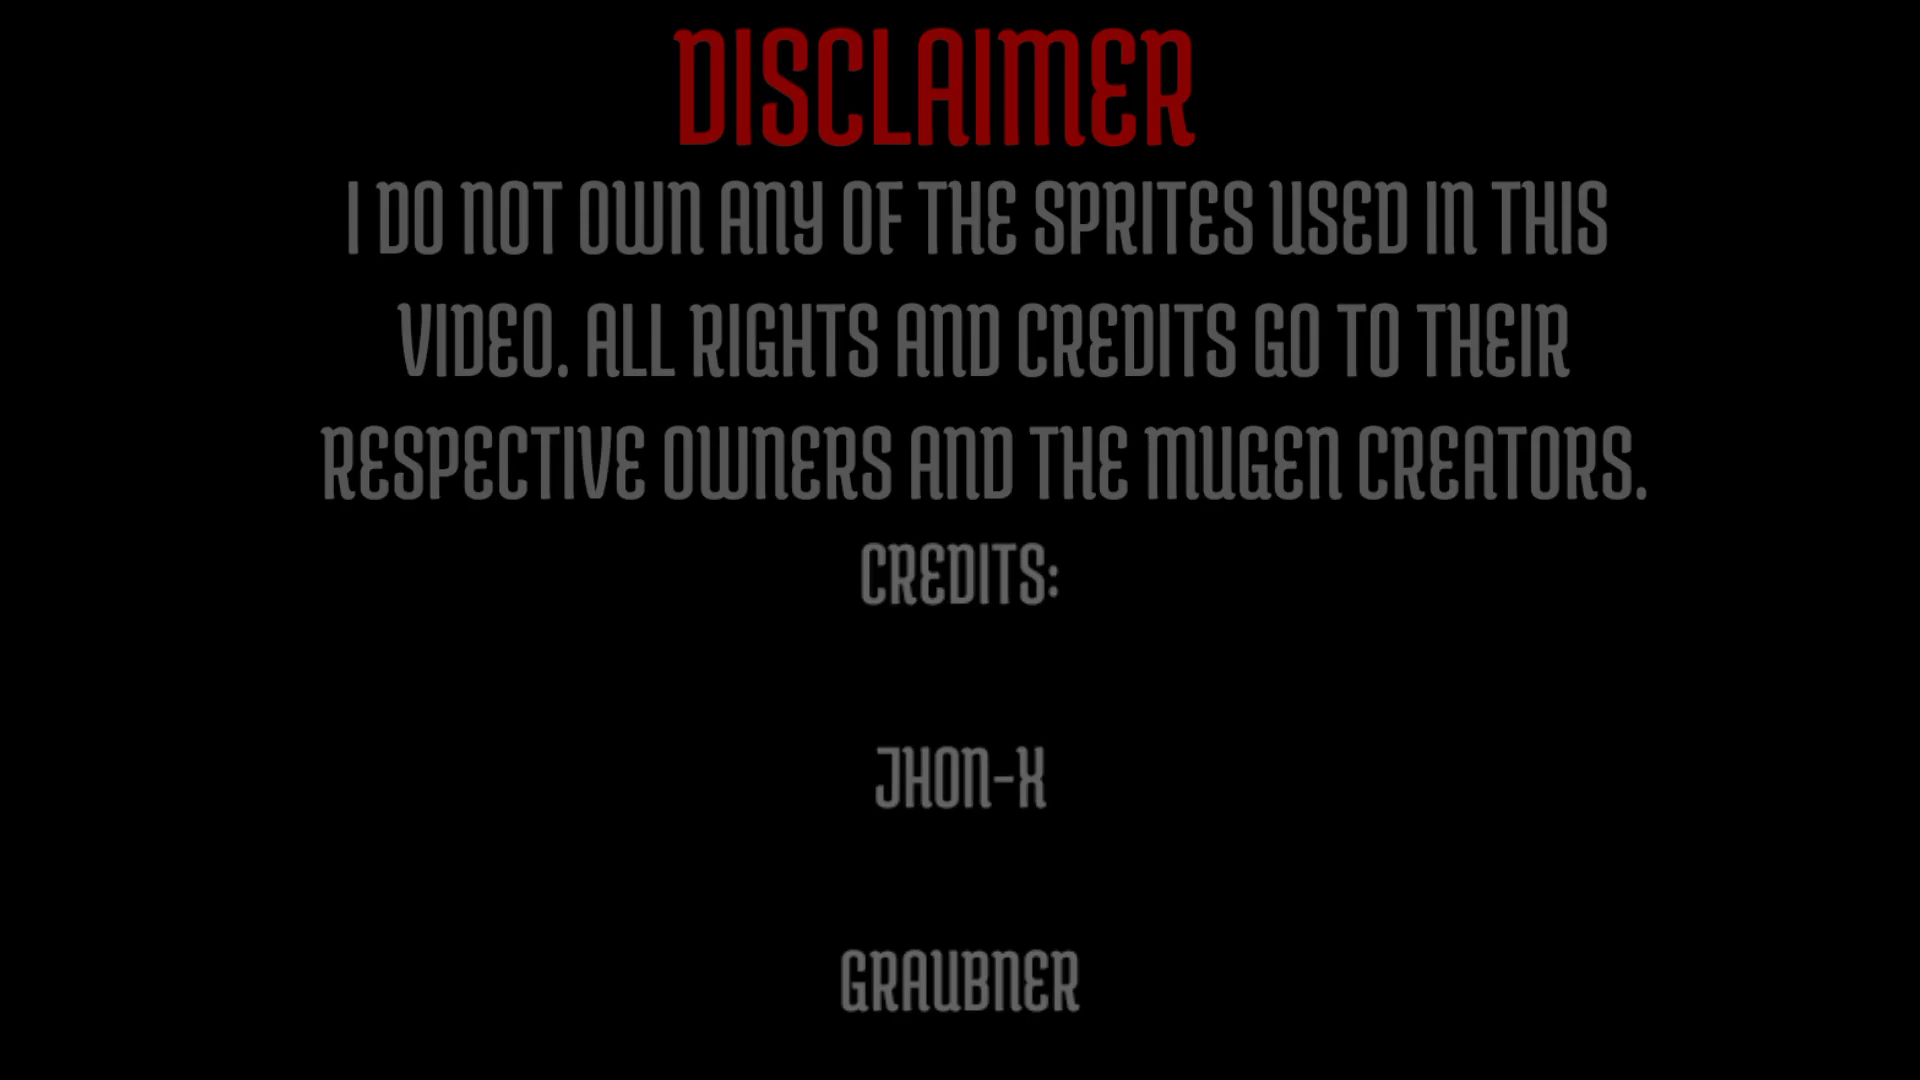 DISCLAIMER
I DO NOT OWN ANY OF THE SPRITES USED IN THIS
VIDEO. ALL RIGHTS AND CREDITS GO TO THEIR
RESPECTIVE OWNERS AND THE MUGEN CREATORS.
CREDITS:
JHON-X
GRAUBNER